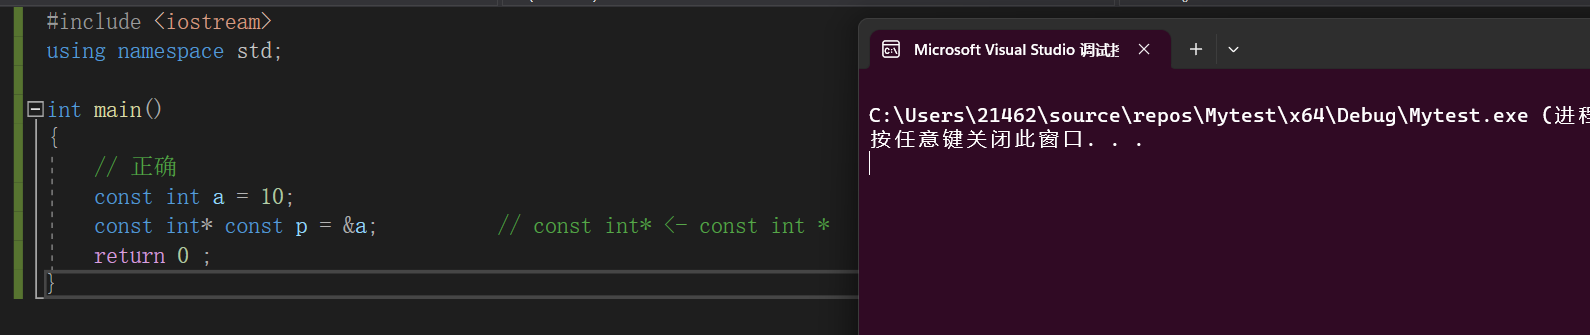 #include <iostream>
using namespace std;
int main()
{
// 正确
const int a = 10;
const int* const p = &a; // const int* <- const int *
return 0 ;
}
Microsoft Visual Studio 调试
C:\Users\21462\source\repos\Mytest\x64\Debug\Mytest.exe (进程
按任意键关闭此窗口. . .